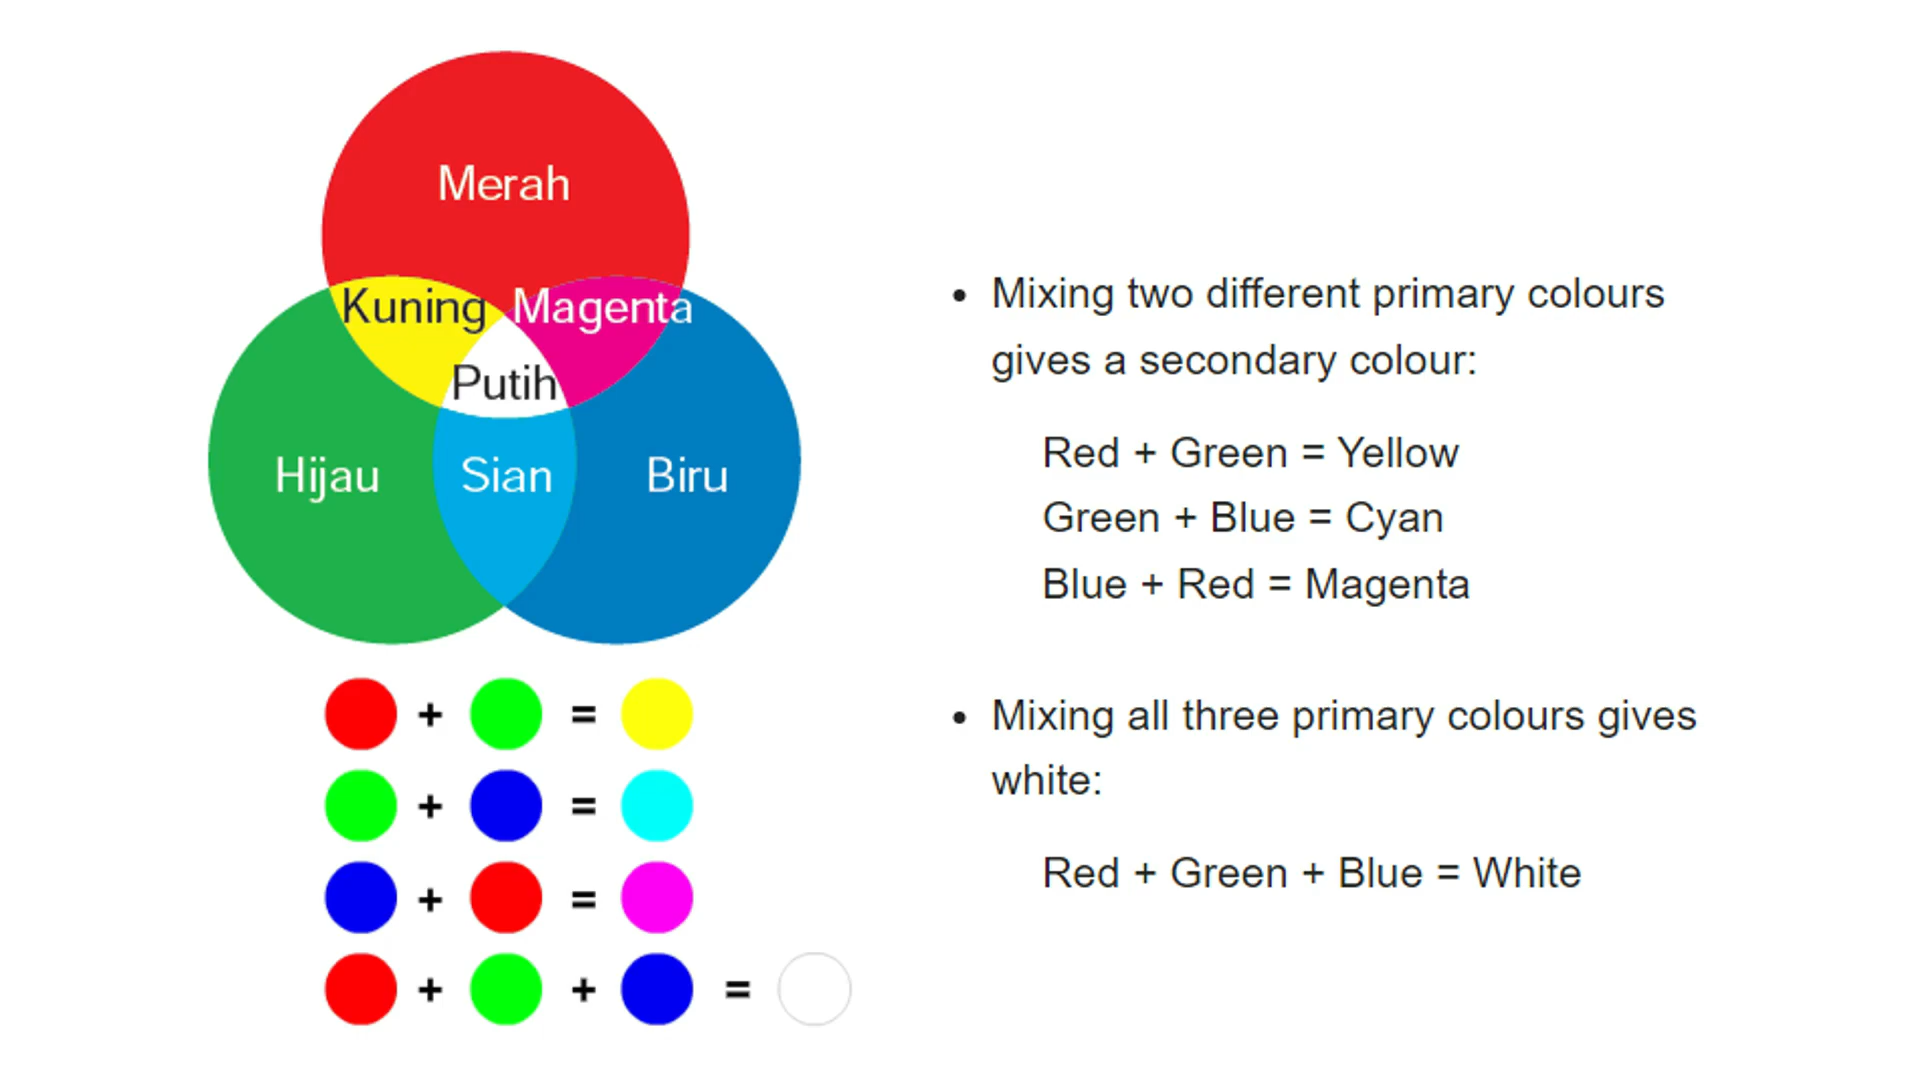 Merah
Kuning Magenta
Putih
Hijau Sian Biru
+ =
+ =
+ =
+ + =
• Mixing two different primary colours
gives a secondary colour:
Red + Green = Yellow
Green + Blue = Cyan
Blue + Red = Magenta
• Mixing all three primary colours gives
white:
Red + Green + Blue = White